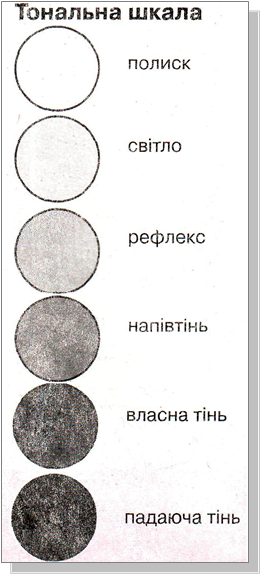 Тональна шкала
полиск
світло
рефлекс
напівтінь
власна тінь
падаюча тінь